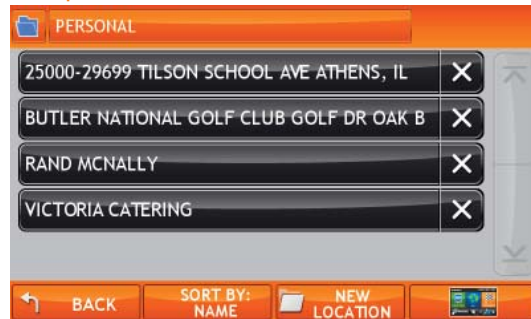 PERSONAL
25000-29699 TILSON SCHOOL AVE ATHENS, IL
BUTLER NATIONAL GOLF CLUB GOLF DR OAK B
RAND MCNALLY
VICTORIA CATERING
BACK
SORT BY:
NAME
NEW
LOCATION